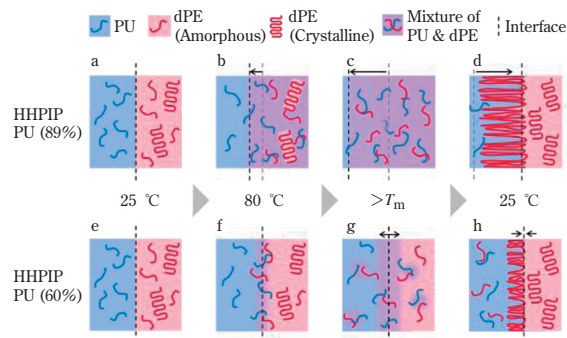 PU
dPE
(Amorphous)
dPE
(Crystalline)
Mixture of
PU & dPE
Interface
a
b
c
d
HHPIP
PU (89%)
25 ℃
80 ℃
>Tm
25 ℃
e
f
g
h
HHPIP
PU (60%)